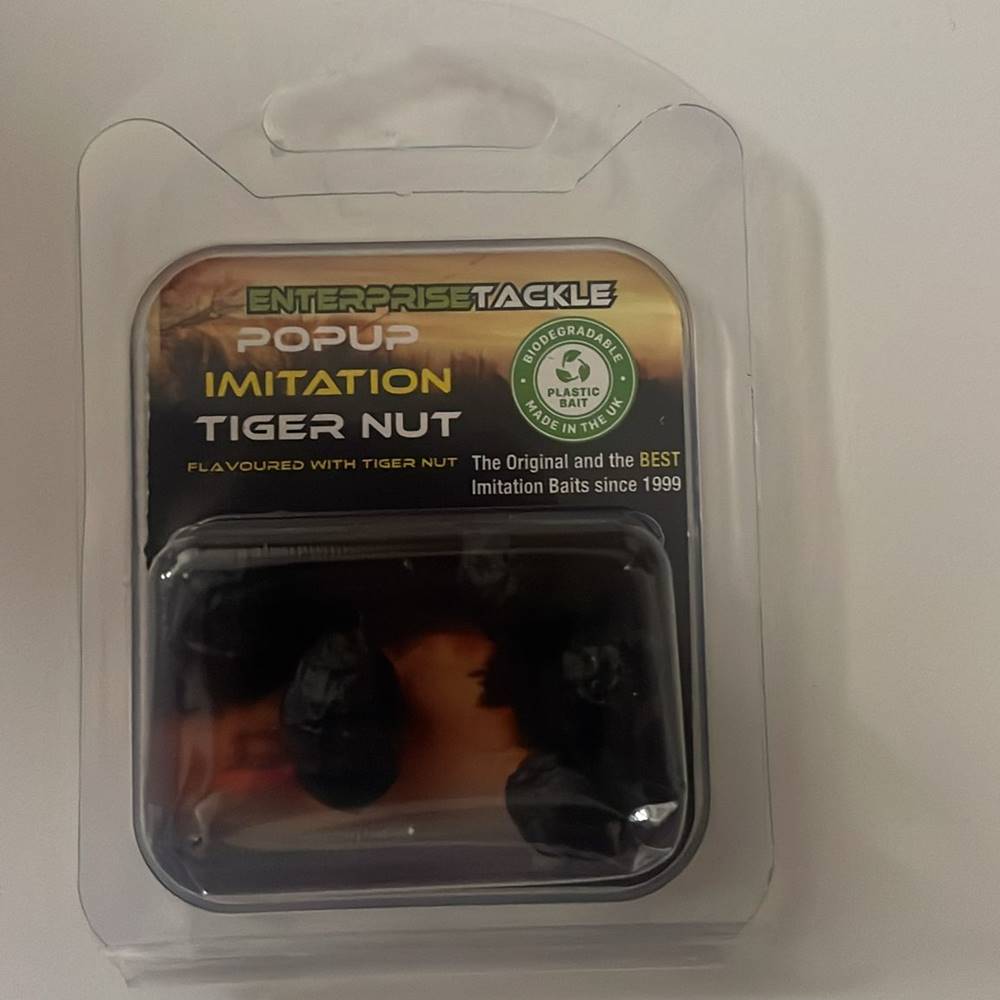 ENTERPRISETACKLE
POPUP
IMITATION
TIGER NUT
FLAVOURED WITH TIGER NUT
BIODEGRADABLE
PLASTIC
BAIT
MADE IN THE UK
The Original and the BEST
Imitation Baits since 1999